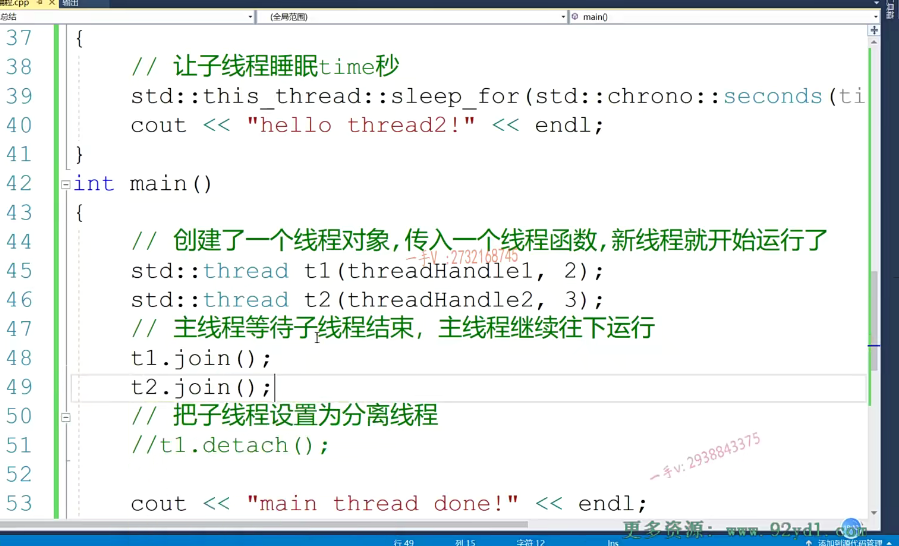 程.cpp 输出
总结 (全局范围) main()
37 {
38 // 让子线程睡眠time秒
39 std::this_thread::sleep_for(std::chrono::seconds(ti
40 cout << "hello thread2!" << endl;
41 }
42 int main()
43 {
44 // 创建了一个线程对象,传入一个线程函数,新线程就开始运行了
一手V :2732168745
45 std::thread t1(threadHandle1, 2);
46 std::thread t2(threadHandle2, 3);
47 // 主线程等待子线程结束，主线程继续往下运行
48 t1.join();
49 t2.join();
50 // 把子线程设置为分离线程
51 //t1.detach();
一手v: 2938843375
52
53 cout << "main thread done!" << endl;
更多资源: www.92xdl.com
行 49 列 15 字符 12 Ins 添加到源代码管理